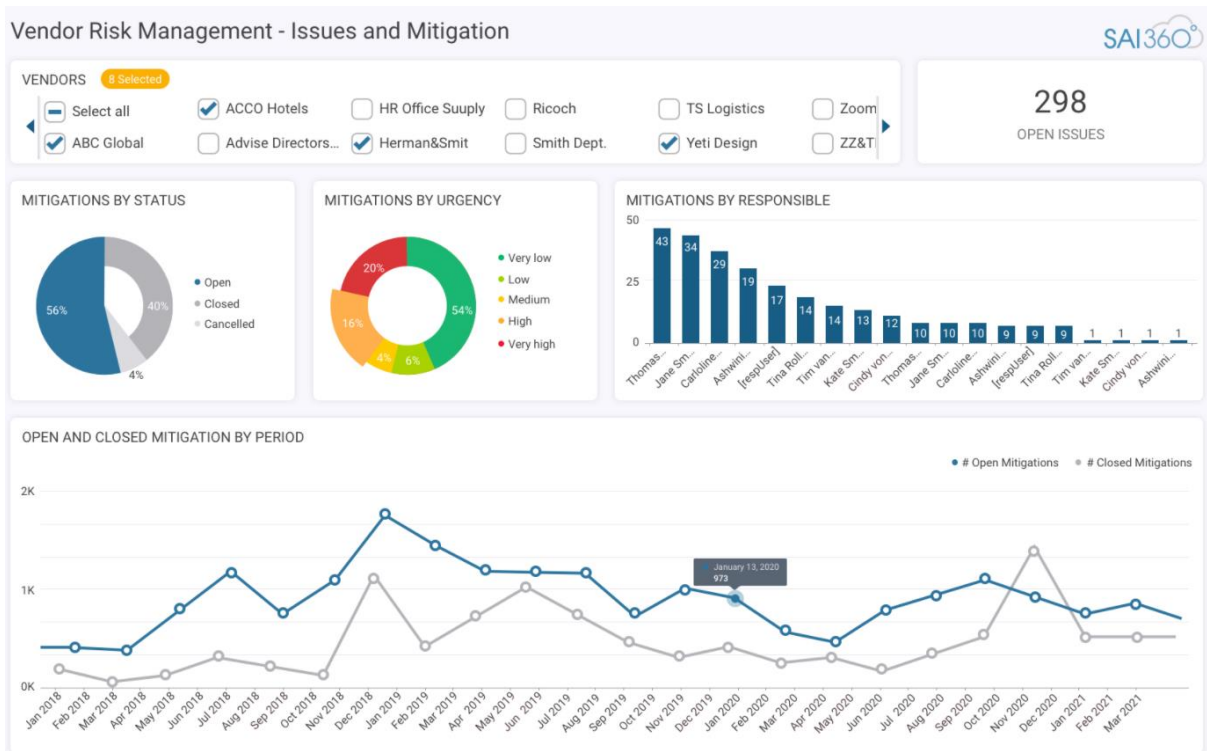 Vendor Risk Management - Issues and Mitigation
SAI360°
VENDORS 8 Selected
Select all ACCO Hotels HR Office Suuply Ricoch TS Logistics Zoom
ABC Global Advise Directors... Herman&Smit Smith Dept. Yeti Design ZZ&T
298
OPEN ISSUES
MITIGATIONS BY STATUS
56%
40%
4%
Open
Closed
Cancelled
MITIGATIONS BY URGENCY
20%
16%
54%
4%
6%
Very low
Low
Medium
High
Very high
MITIGATIONS BY RESPONSIBLE
50
25
0
43 34 29 19 17 14 14 13 12 10 10 10 9 9 9 1 1 1 1
Thomas... Jane Sm... Carloline... Ashwini... [respUser] Tina Roll... Tim van... Kate Sm... Cindy von... Thomas... Jane Sm... Carloline... Ashwini... [respUser] Tina Roll... Tim van... Kate Sm... Cindy von... Ashwini...
OPEN AND CLOSED MITIGATION BY PERIOD
# Open Mitigations # Closed Mitigations
2K
1K
0K
January 13, 2020
973
Jan 2018 Feb 2018 Mar 2018 Apr 2018 May 2018 Jun 2018 Jul 2018 Aug 2018 Sep 2018 Oct 2018 Nov 2018 Dec 2018 Jan 2019 Feb 2019 Mar 2019 Apr 2019 May 2019 Jun 2019 Jul 2019 Aug 2019 Sep 2019 Oct 2019 Nov 2019 Dec 2019 Jan 2020 Feb 2020 Mar 2020 Apr 2020 May 2020 Jun 2020 Jul 2020 Aug 2020 Sep 2020 Oct 2020 Nov 2020 Dec 2020 Jan 2021 Feb 2021 Mar 2021